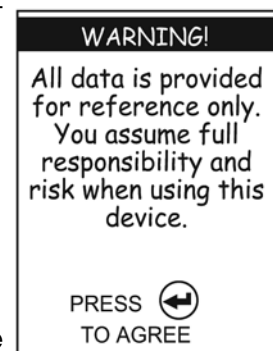 WARNING!
All data is provided
for reference only.
You assume full
responsibility and
risk when using this
device.
PRESS
TO AGREE
e